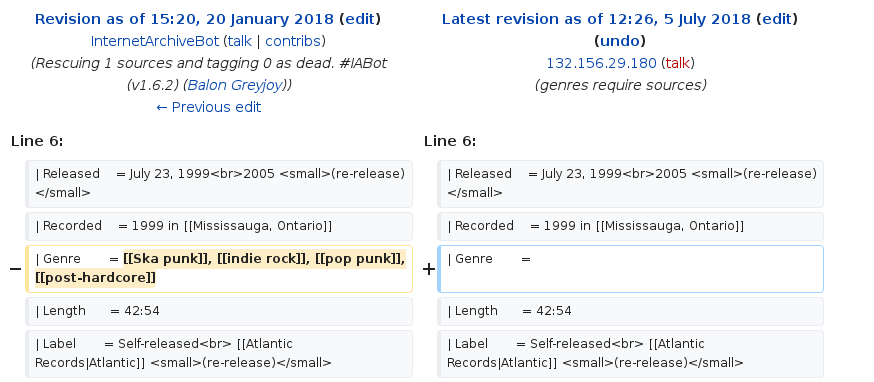 Revision as of 15:20, 20 January 2018 (edit)
InternetArchiveBot (talk | contribs)
(Rescuing 1 sources and tagging 0 as dead. #IABot
(v1.6.2) (Balon Greyjoy))
← Previous edit
Latest revision as of 12:26, 5 July 2018 (edit)
(undo)
132.156.29.180 (talk)
(genres require sources)
Line 6:
Line 6:
| Released    = July 23, 1999<br>2005 <small>(re-release)
</small>
| Released    = July 23, 1999<br>2005 <small>(re-release)
</small>
| Recorded    = 1999 in [[Mississauga, Ontario]]
| Recorded    = 1999 in [[Mississauga, Ontario]]
− | Genre       = [[Ska punk]], [[indie rock]], [[pop punk]],
[[post-hardcore]]
+ | Genre       =
| Length      = 42:54
| Length      = 42:54
| Label       = Self-released<br> [[Atlantic
Records|Atlantic]] <small>(re-release)</small>
| Label       = Self-released<br> [[Atlantic
Records|Atlantic]] <small>(re-release)</small>